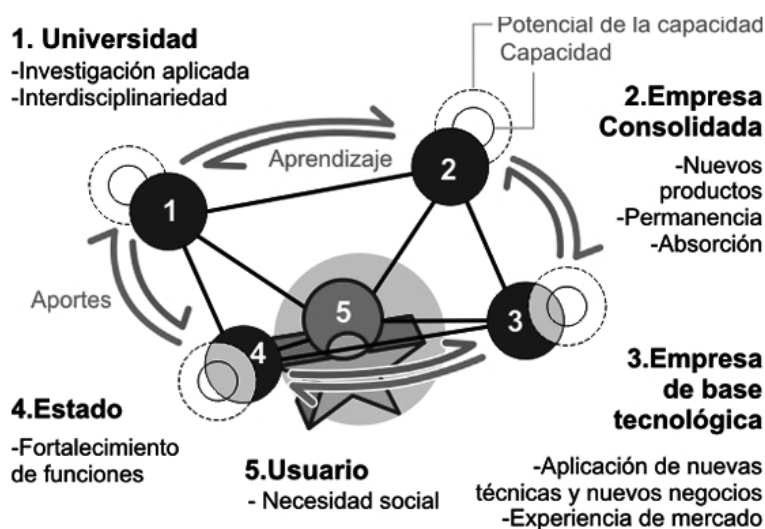 Potencial de la capacidad
Capacidad
1. Universidad
-Investigación aplicada
-Interdisciplinariedad
2.Empresa
Consolidada
-Nuevos
productos
-Permanencia
-Absorción
Aprendizaje
1
2
Aportes
5
3
4
3.Empresa
de base
tecnológica
-Aplicación de nuevas
técnicas y nuevos negocios
-Experiencia de mercado
4.Estado
-Fortalecimiento
de funciones
5.Usuario
- Necesidad social